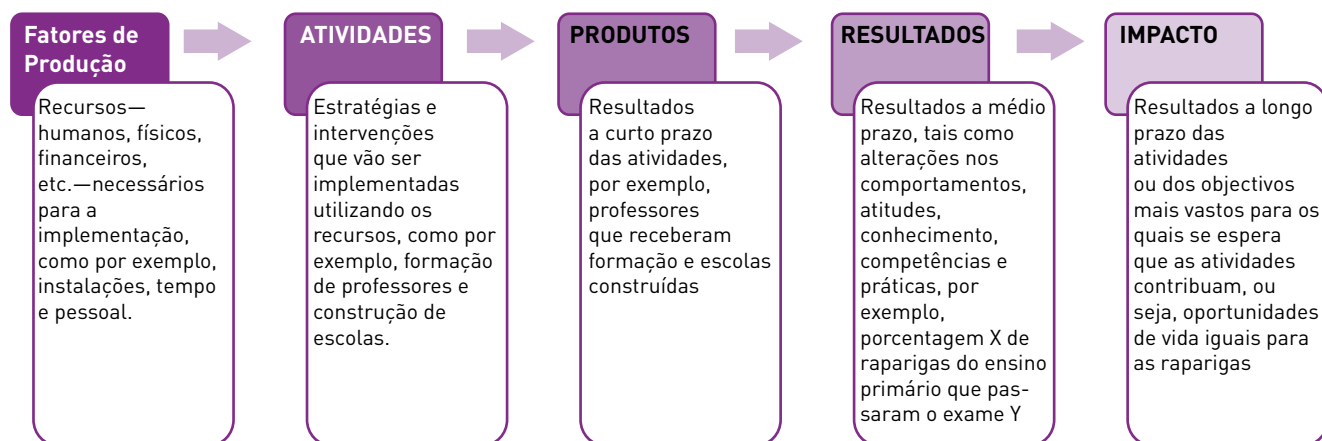 Fatores de
Produção
Recursos—
humanos, físicos,
financeiros,
etc.—necessários
para a
implementação,
como por exemplo,
instalações, tempo
e pessoal.
ATIVIDADES
Estratégias e
intervenções
que vão ser
implementadas
utilizando os
recursos, como por
exemplo, formação
de professores e
construção de
escolas.
PRODUTOS
Resultados
a curto prazo
das atividades,
por exemplo,
professores
que receberam
formação e escolas
construídas
RESULTADOS
Resultados a médio
prazo, tais como
alterações nos
comportamentos,
atitudes,
conhecimento,
competências e
práticas, por
exemplo,
porcentagem X de
raparigas do ensino
primário que pas-
saram o exame Y
IMPACTO
Resultados a longo
prazo das
atividades
ou dos objectivos
mais vastos para os
quais se espera
que as atividades
contribuam, ou
seja, oportunidades
de vida iguais para
as raparigas